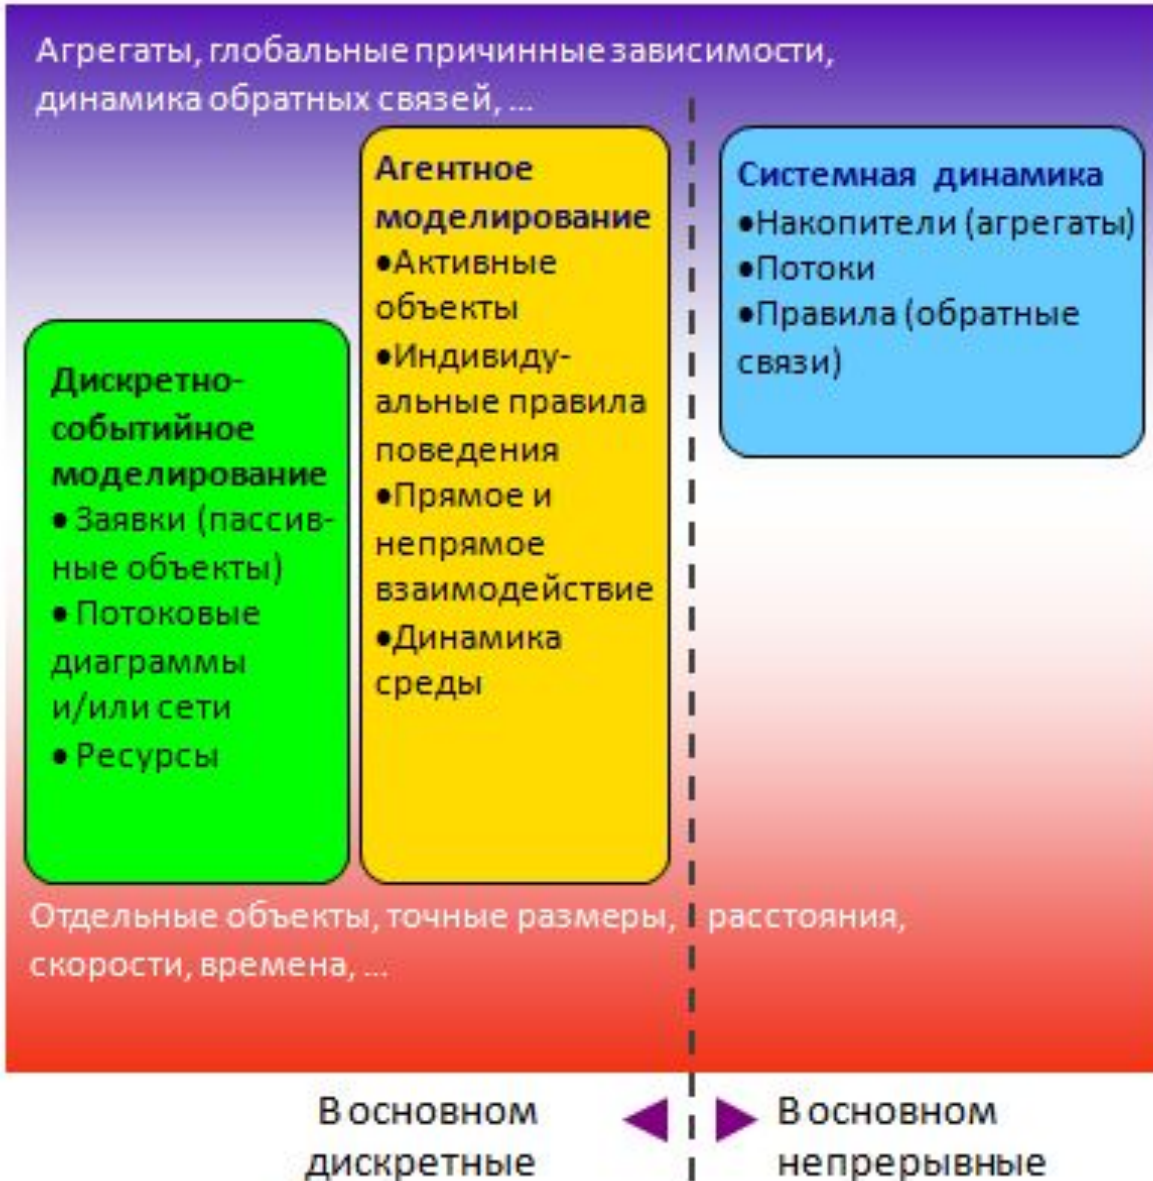 Агрегаты, глобальные причинные зависимости,
динамика обратных связей, ...
Агентное
моделирование
●Активные
объекты
●Индивиду-
альные правила
поведения
●Прямое и
непрямое
взаимодействие
●Динамика
среды
Системная динамика
●Накопители (агрегаты)
●Потоки
●Правила (обратные
связи)
Дискретно-
событийное
моделирование
● Заявки (пассив-
ные объекты)
● Потоковые
диаграммы
и/или сети
● Ресурсы
Отдельные объекты, точные размеры, расстояния,
скорости, времена, ...
В основном
дискретные
В основном
непрерывные